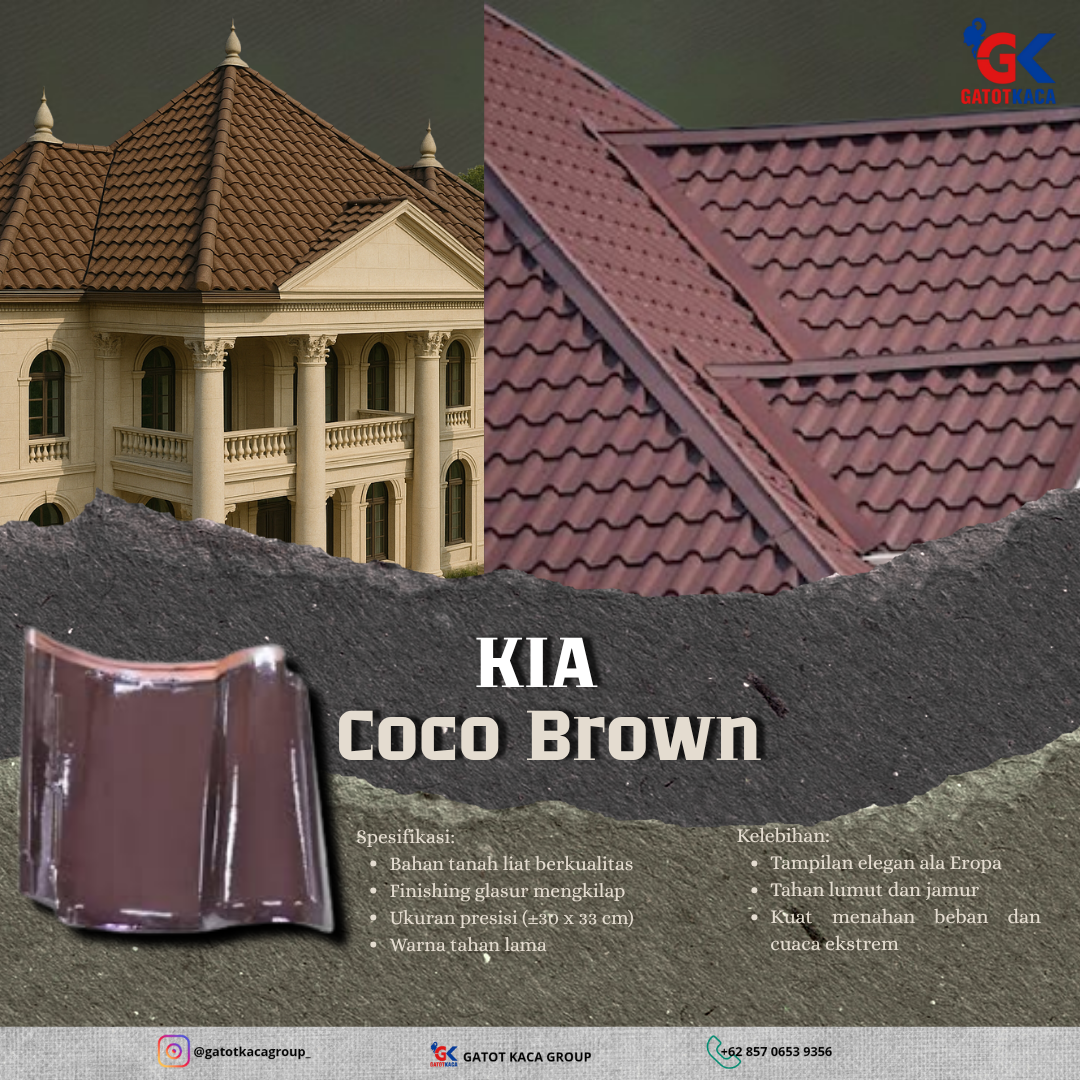 GK
GATOTKACA
KIA
Coco Brown
Spesifikasi:
• Bahan tanah liat berkualitas
• Finishing glasur mengkilap
• Ukuran presisi (±30 x 33 cm)
• Warna tahan lama
Kelebihan:
• Tampilan elegan ala Eropa
• Tahan lumut dan jamur
• Kuat menahan beban dan
cuaca ekstrem
@gatotkacagroup_
GK
GATOTKACA
GATOT KACA GROUP
+62 857 0653 9356